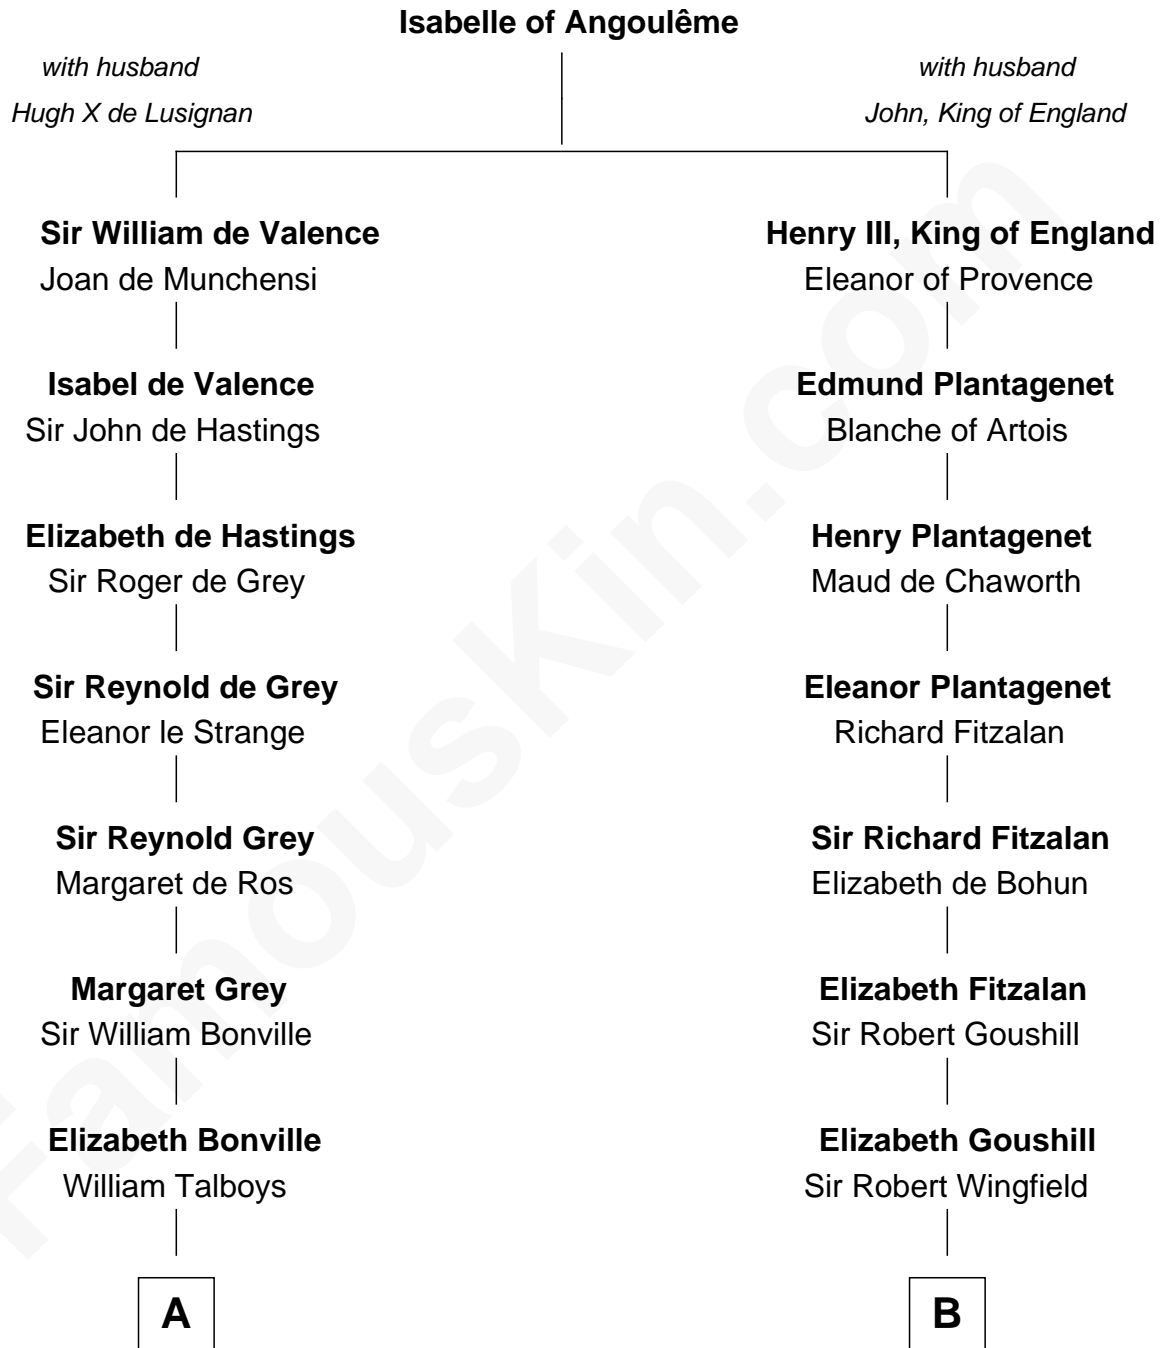 Isabelle of Angoulême
with husband
Hugh X de Lusignan
with husband
John, King of England
Sir William de Valence
Joan de Munchensi
Henry III, King of England
Eleanor of Provence
Isabel de Valence
Sir John de Hastings
Edmund Plantagenet
Blanche of Artois
Elizabeth de Hastings
Sir Roger de Grey
Henry Plantagenet
Maud de Chaworth
Sir Reynold de Grey
Eleanor le Strange
Eleanor Plantagenet
Richard Fitzalan
Sir Reynold Grey
Margaret de Ros
Sir Richard Fitzalan
Elizabeth de Bohun
Margaret Grey
Sir William Bonville
Elizabeth Fitzalan
Sir Robert Goushill
Elizabeth Bonville
William Talboys
Elizabeth Goushill
Sir Robert Wingfield
A
B
FamousKin.com